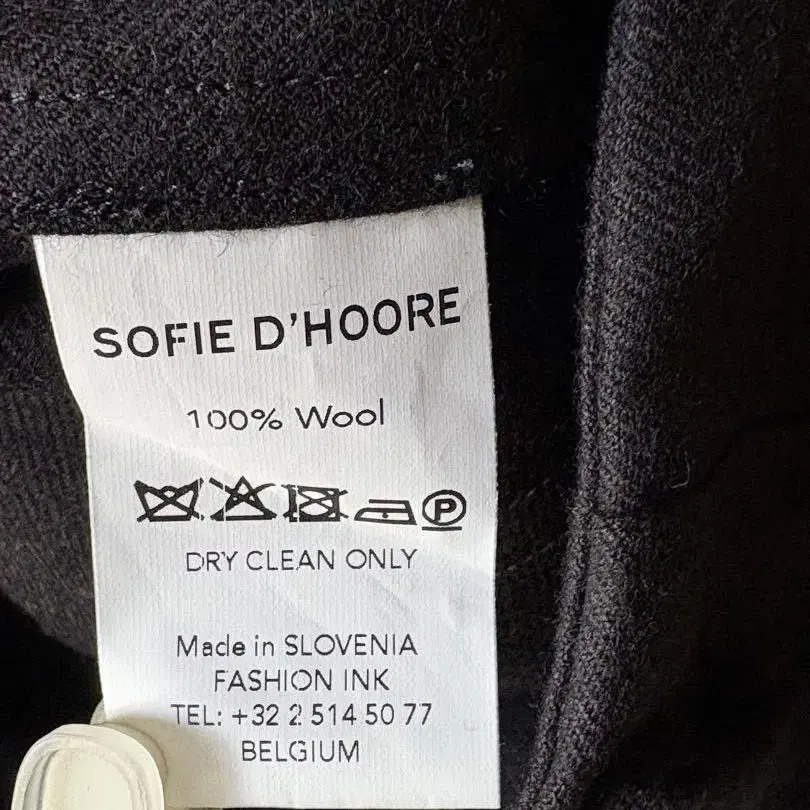 SOFIE D'HOORE
100% Wool
P
DRY CLEAN ONLY
Made in SLOVENIA
FASHION INK
TEL: +32 2 514 50 77
BELGIUM